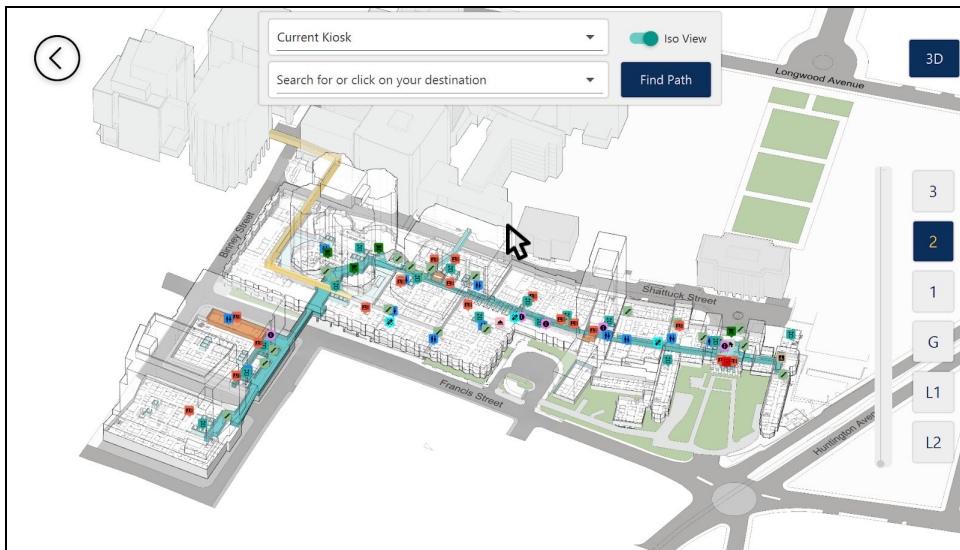 Current Kiosk
Iso View
Search for or click on your destination
Find Path
3D
Longwood Avenue
3
2
1
G
L1
L2
Binney Street
Shattuck Street
Francis Street
Huntington Avenue